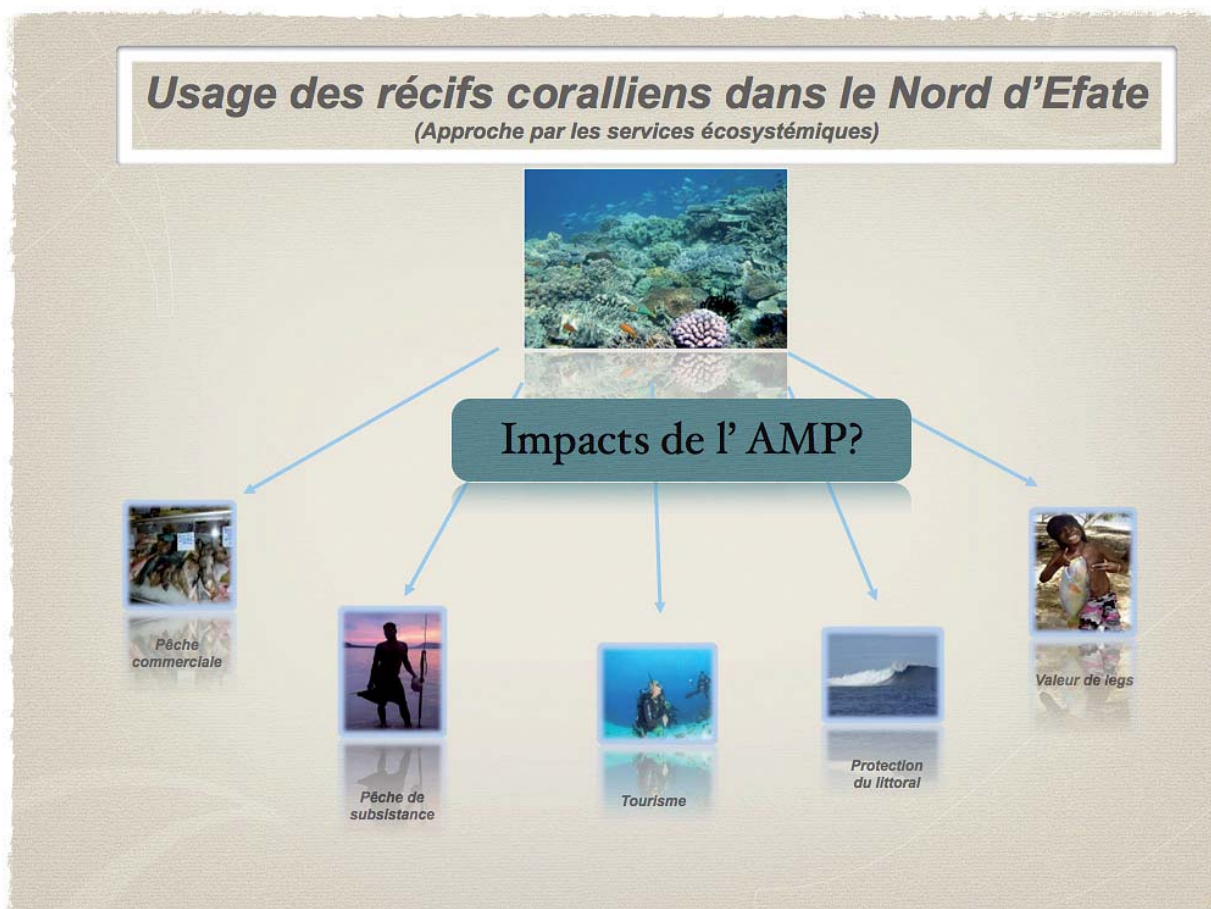 Usage des récifs coralliens dans le Nord d’Efate
(Approche par les services écosystémiques)
Impacts de l’ AMP?
Pêche
commerciale
Pêche de
subsistance
Tourisme
Protection
du littoral
Valeur de legs